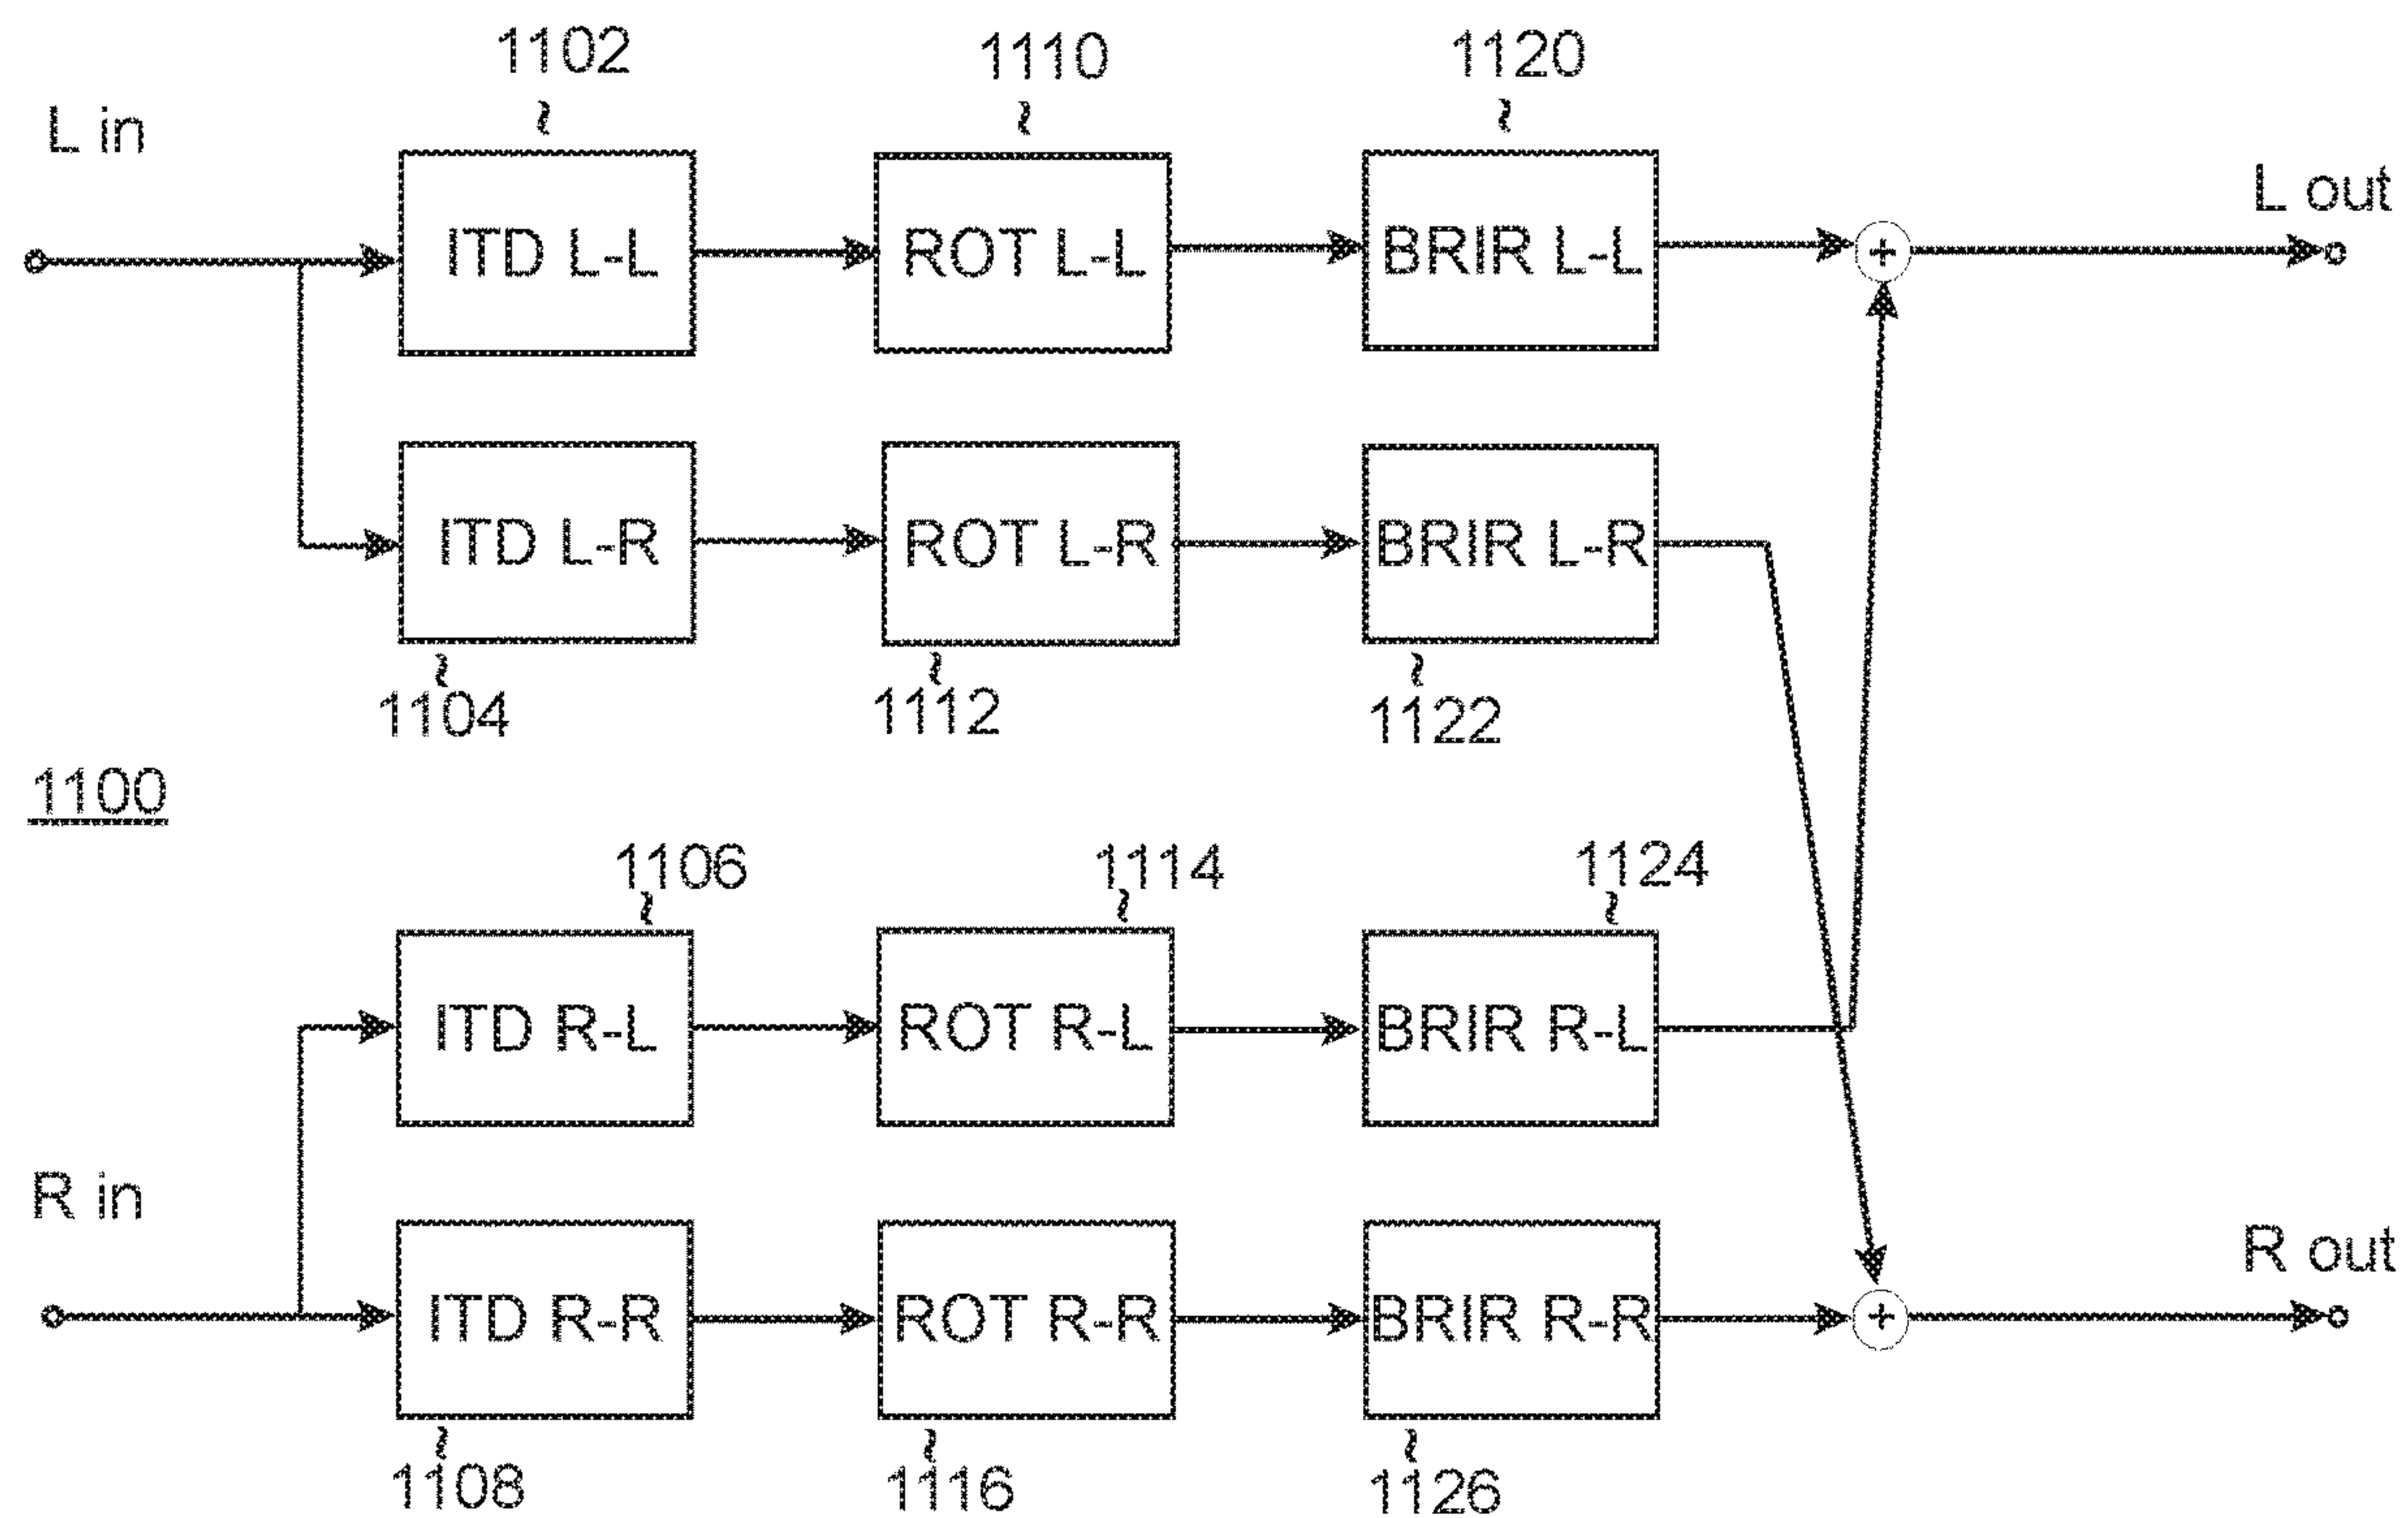 1102
1110
1120
L in
L out
ITD L-L
ROT L-L
BRIR L-L
+
ITD L-R
ROT L-R
BRIR L-R
1104
1112
1122
1100
1106
1114
1124
ITD R-L
ROT R-L
BRIR R-L
R in
R out
ITD R-R
ROT R-R
BRIR R-R
+
1108
1116
1126